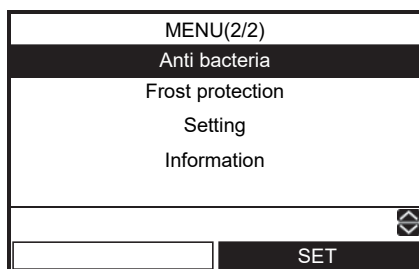 MENU(2/2)
Anti bacteria
Frost protection
Setting
Information
SET